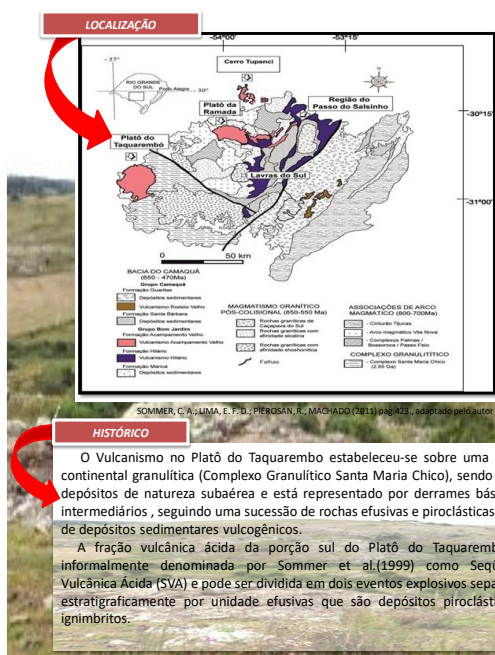 LOCALIZAÇÃO
-54°00'
-53°15'
Cerro Tupanci
- 37°
RIO GRANDE
DO SUL
Porto Alegre
- 30°
Platô da
Ramada
Região do
Passo do Salsinho
-30°15'
Platô do
Taquarembó
Lavras do Sul
-31°00'
0
50 km
BACIA DO CAMAQUÃ
(650 - 470Ma)
Grupo Camaquã
Formação Guaritas
Depósitos sedimentares
Vulcanismo Rodeio Velho
Formação Santa Bárbara
Depósitos sedimentares
Grupo Bom Jardim
Formação Acampamento Velho
Vulcanismo Acampamento Velho
Formação Hilário
Vulcanismo Hilário
Formação Maricá
Depósitos sedimentares
MAGMATISMO GRANÍTICO
PÓS-COLISIONAL (650-550 Ma)
Rochas graníticas de
Caçapava do Sul
Rochas graníticas com
afinidade alcalina
Rochas graníticas com
afinidade shoshonítica
Falhas
ASSOCIAÇÕES DE ARCO
MAGMÁTICO (800-700Ma)
- Cinturão Tijucas
- Arco magmático Vila Nova
- Complexos Palmas /
Bossoroca / Passo Feio
COMPLEXO GRANULITÍTICO
- Complexo Santa Maria Chico
(2.55 Ga)
SOMMER, C. A.; LIMA, E. F. D.; PIEROSAN, R.; MACHADO (2011) pag.423., adaptado pelo autor
HISTÓRICO
O Vulcanismo no Platô do Taquarembo estabeleceu-se sobre uma
continental granulítica (Complexo Granulítico Santa Maria Chico), sendo
depósitos de natureza subaérea e está representado por derrames bás
intermediários , seguindo uma sucessão de rochas efusivas e piroclásticas
de depósitos sedimentares vulcogênicos.
A fração vulcânica ácida da porção sul do Platô do Taquaremb
informalmente denominada por Sommer et al.(1999) como Seqü
Vulcânica Ácida (SVA) e pode ser dividida em dois eventos explosivos sepa
estratigraficamente por unidade efusivas que são depósitos piroclásti
ignimbritos.